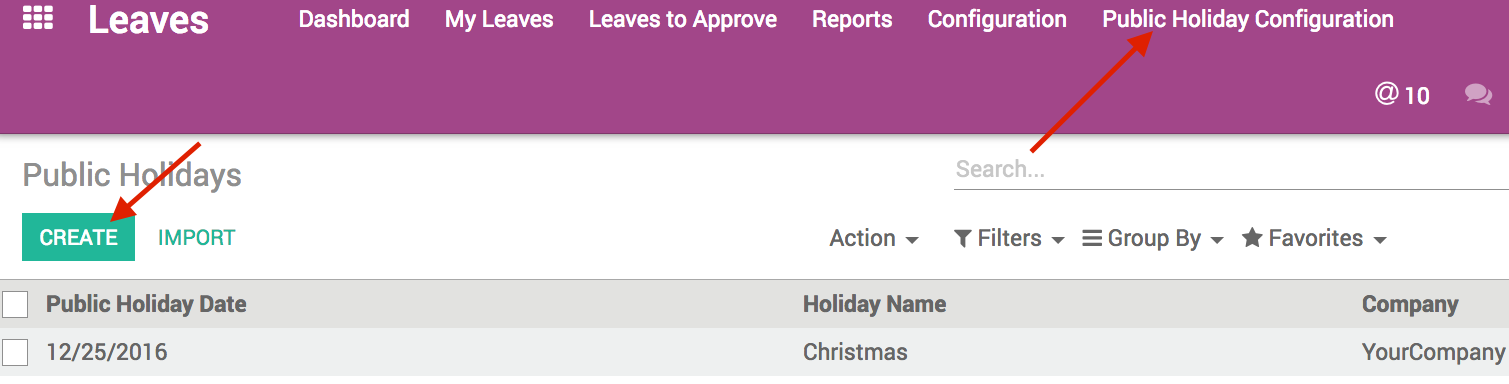 Leaves Dashboard My Leaves Leaves to Approve Reports Configuration Public Holiday Configuration
@ 10
Public Holidays Search...
CREATE IMPORT Action Filters Group By Favorites
Public Holiday Date Holiday Name Company
12/25/2016 Christmas YourCompany